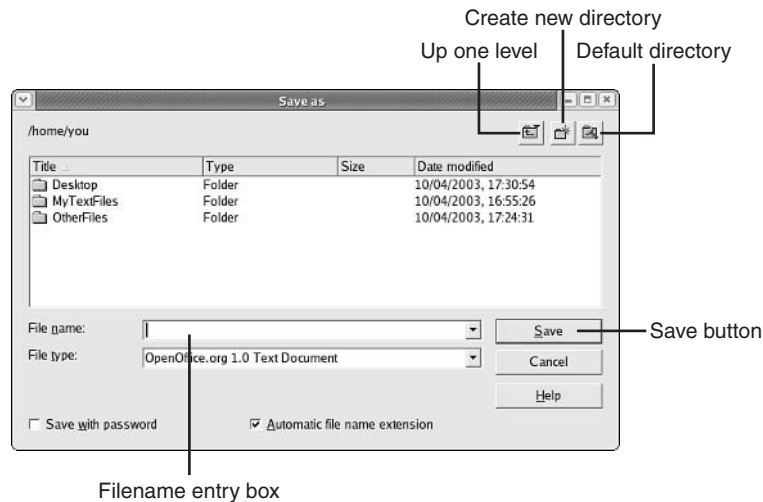 Create new directory
Up one level
Default directory
Save as
/home/you
Title Type Size Date modified
Desktop Folder 10/04/2003, 17:30:54
MyTextFiles Folder 10/04/2003, 16:55:26
OtherFiles Folder 10/04/2003, 17:24:31
File name: Save
Save button
File type: OpenOffice.org 1.0 Text Document Cancel
Help
Save with password Automatic file name extension
Filename entry box